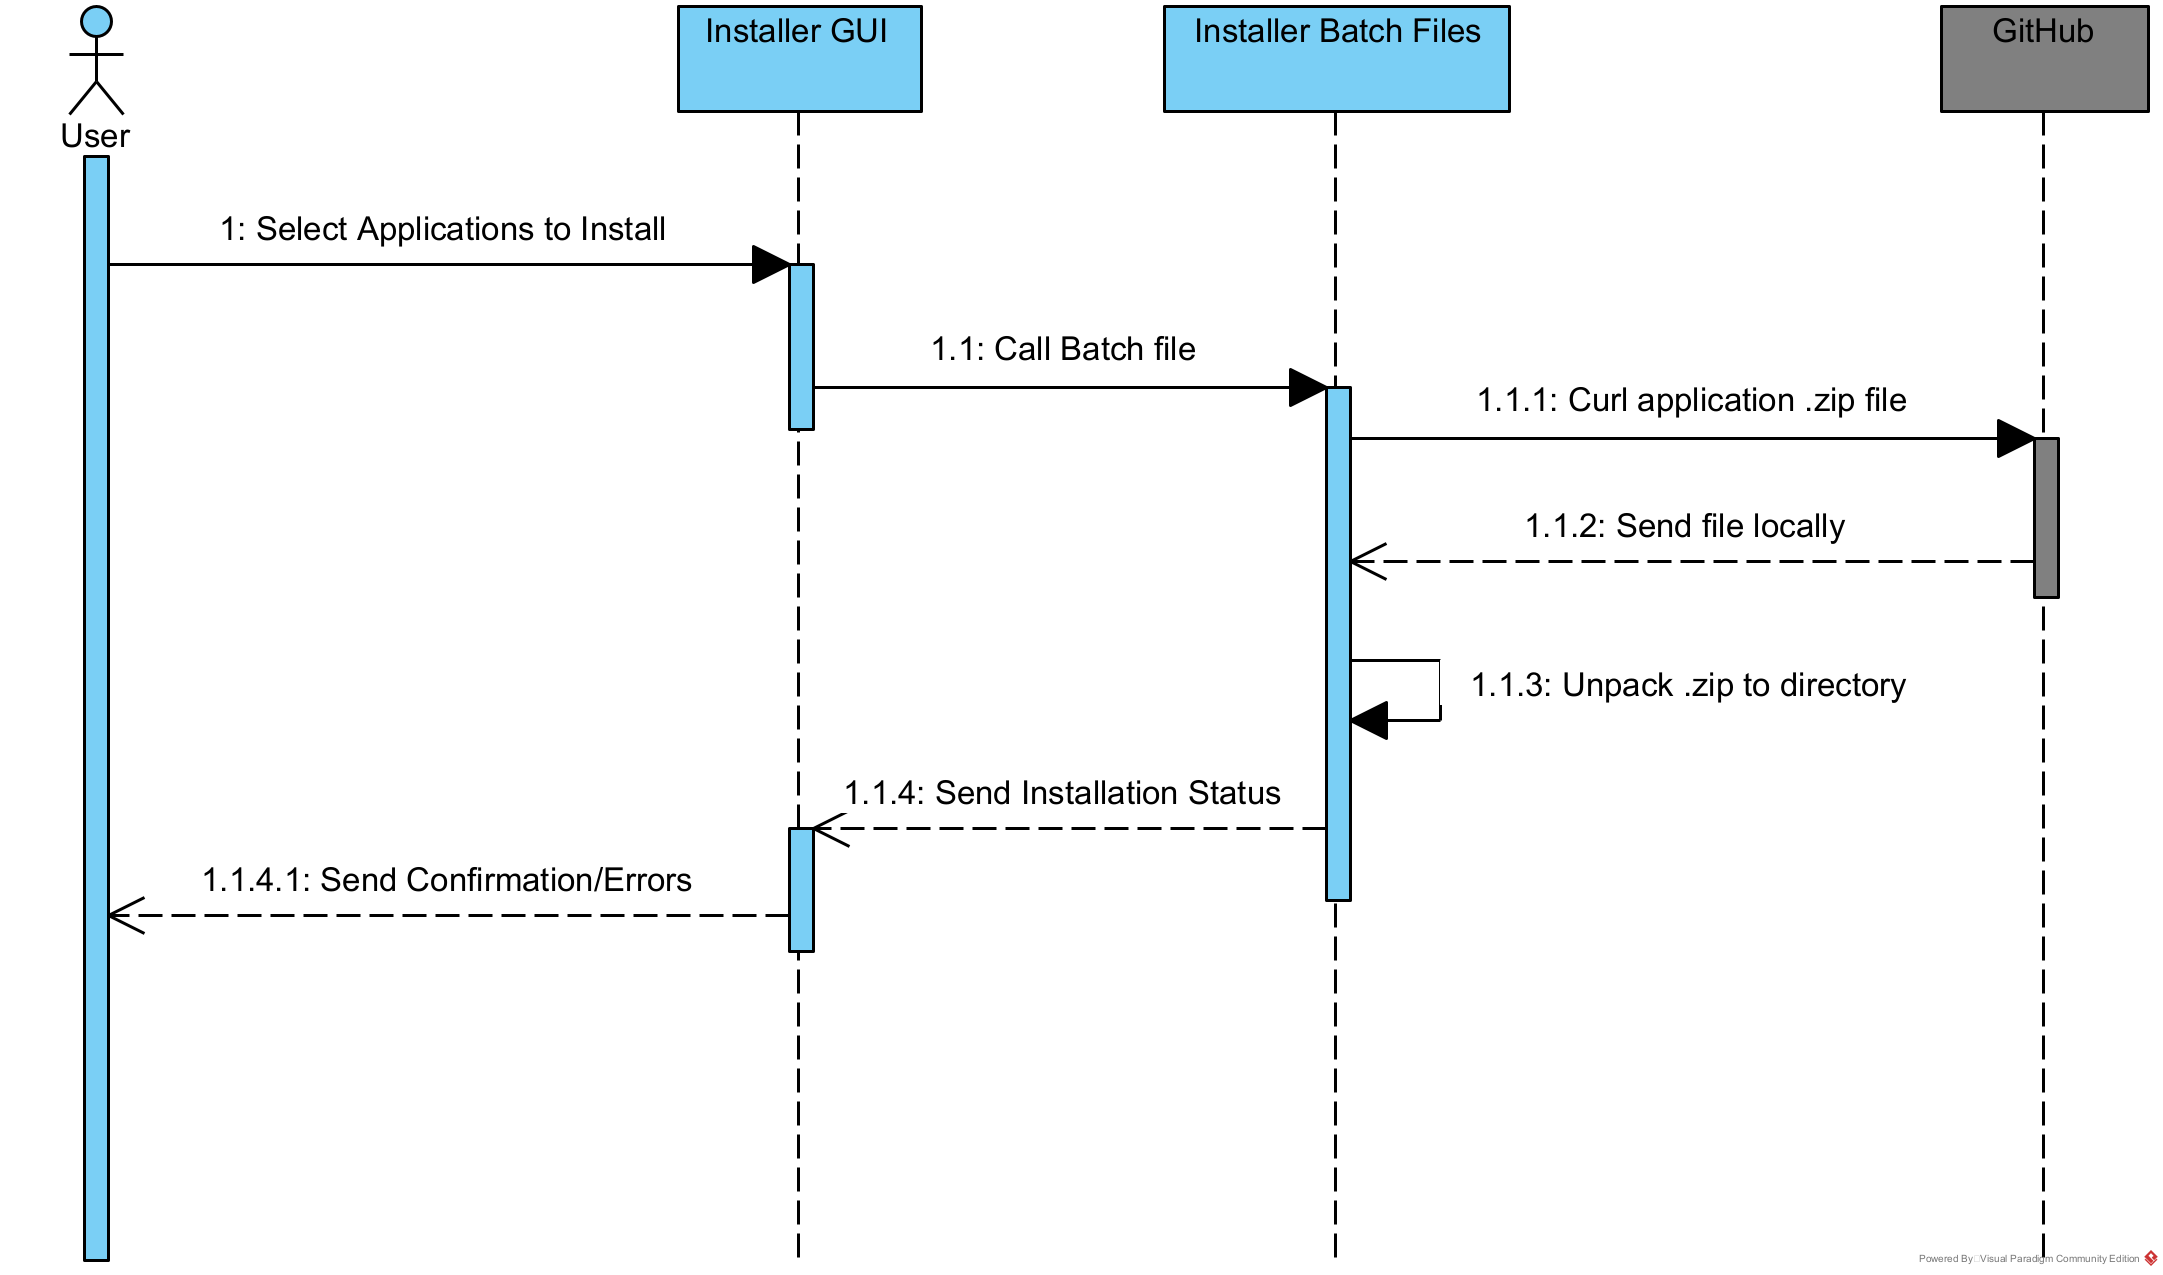 Installer GUI
Installer Batch Files
GitHub
User
1: Select Applications to Install
1.1: Call Batch file
1.1.1: Curl application .zip file
1.1.2: Send file locally
1.1.3: Unpack .zip to directory
1.1.4: Send Installation Status
1.1.4.1: Send Confirmation/Errors
Powered By Visual Paradigm Community Edition